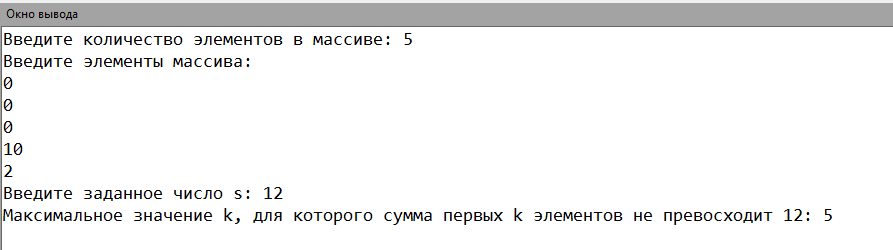 Окно вывода
Введите количество элементов в массиве: 5
Введите элементы массива:
0
0
0
10
2
Введите заданное число s: 12
Максимальное значение k, для которого сумма первых k элементов не превосходит 12: 5